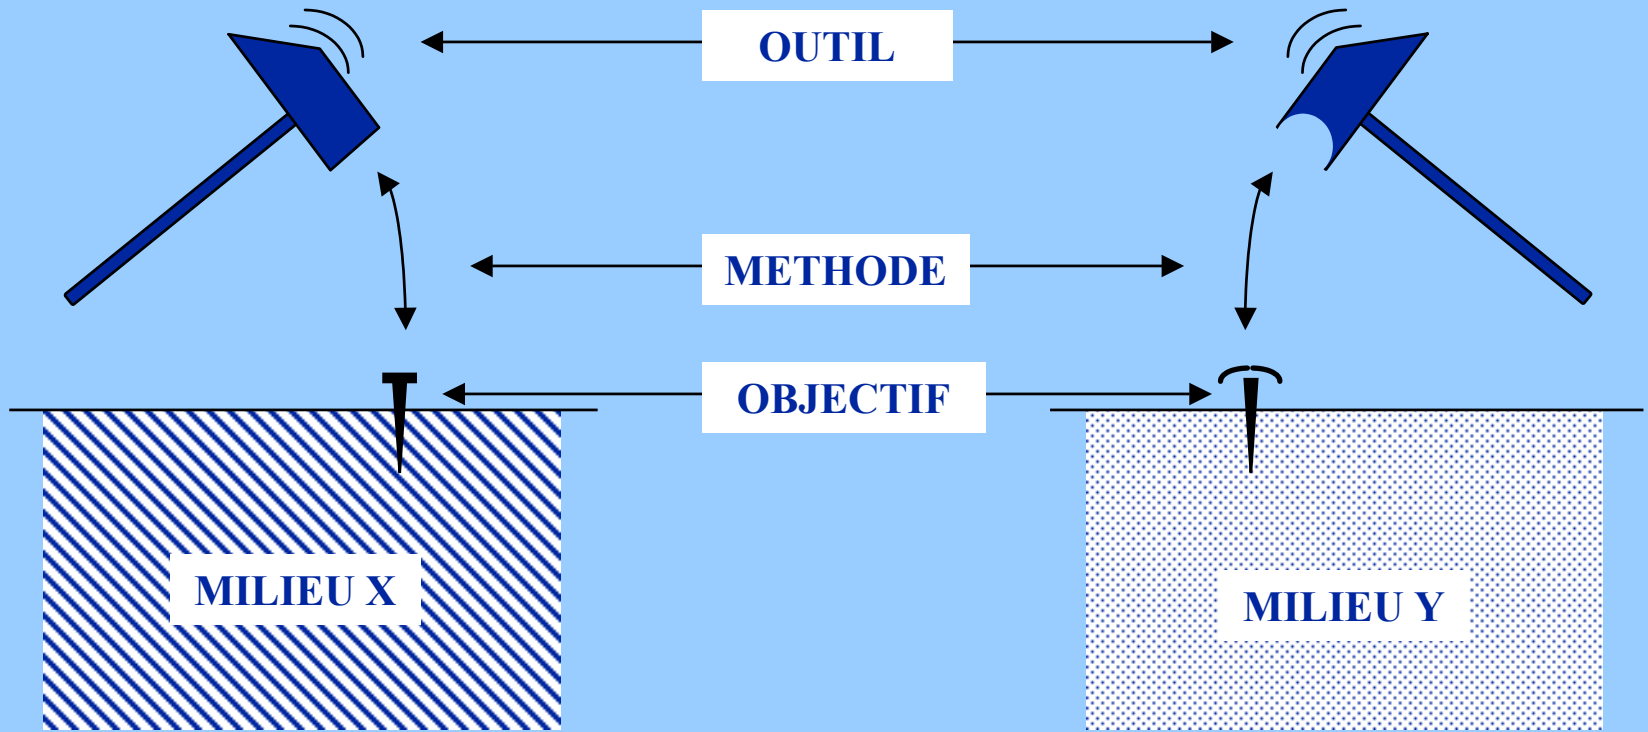 OUTIL
METHODE
OBJECTIF
MILIEU X
MILIEU Y